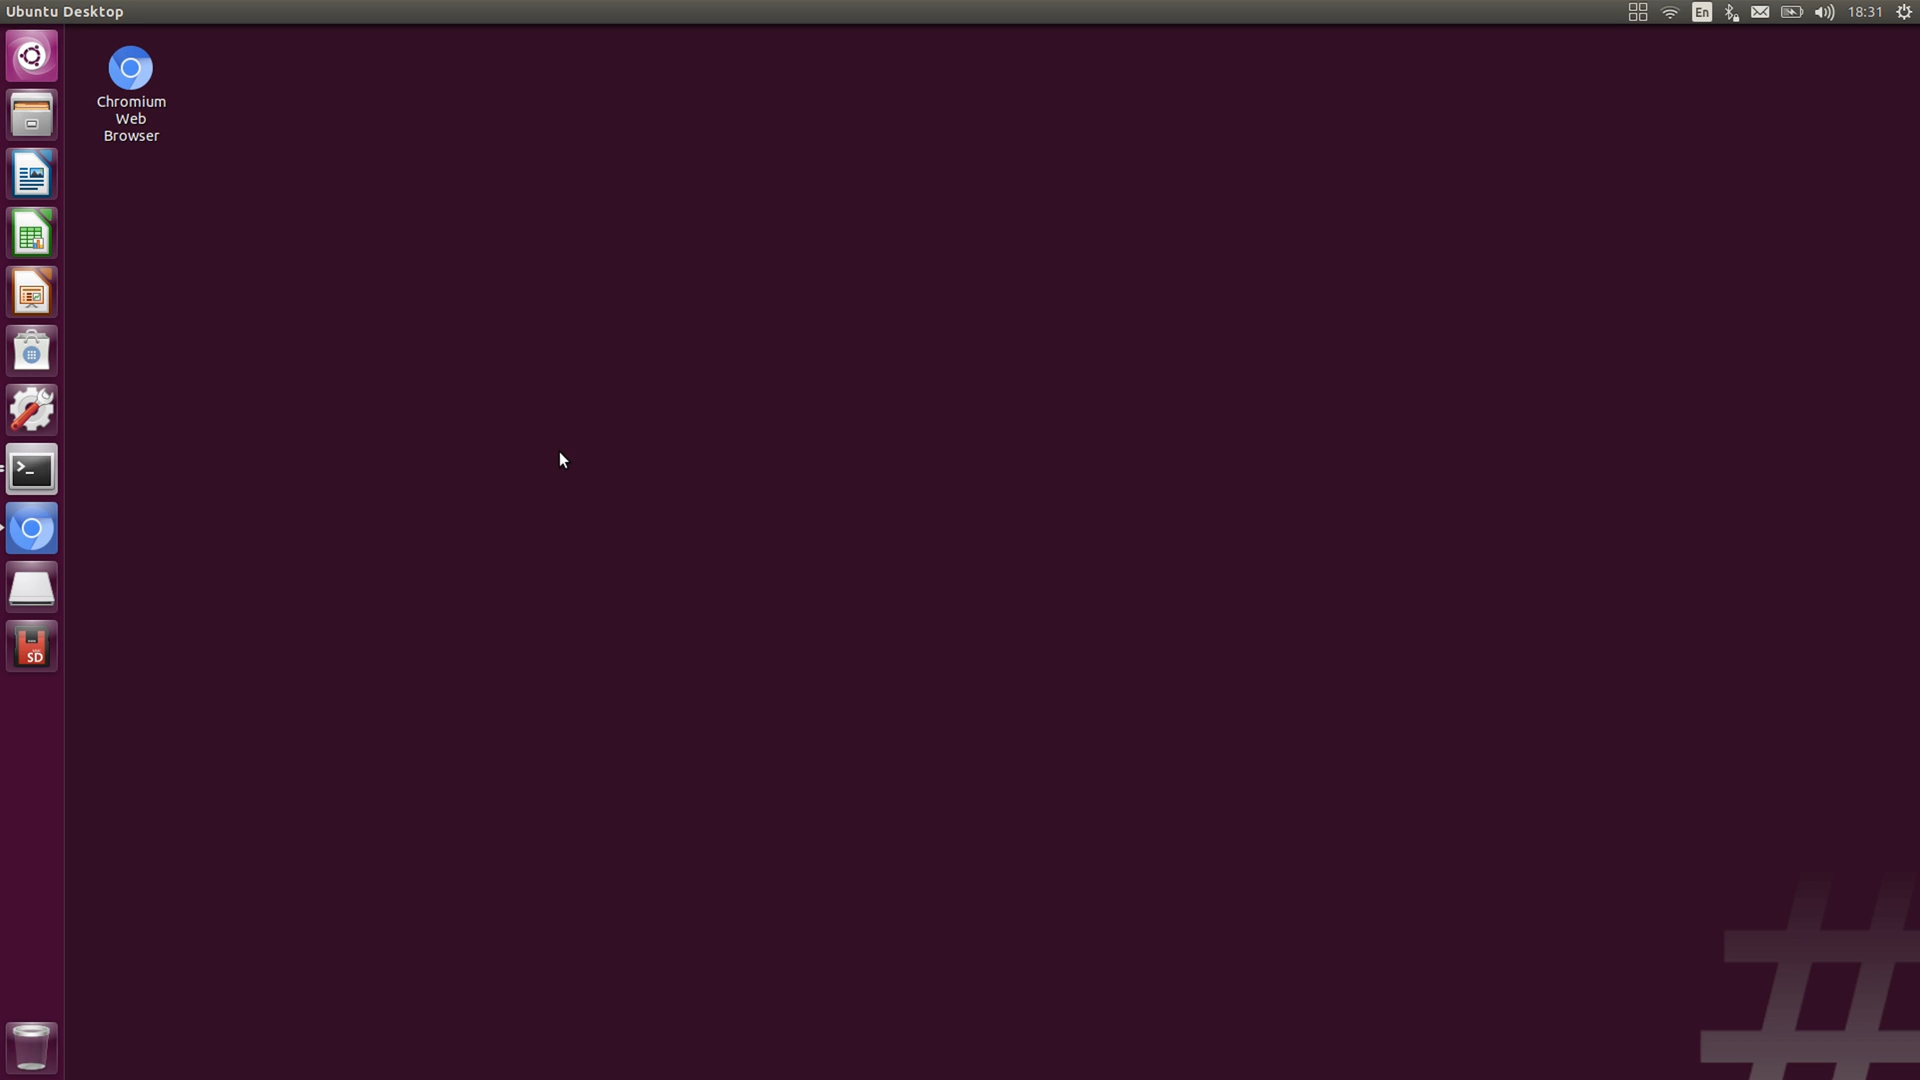 Ubuntu Desktop
En
18:31
Chromium
Web
Browser
>_
SD
#